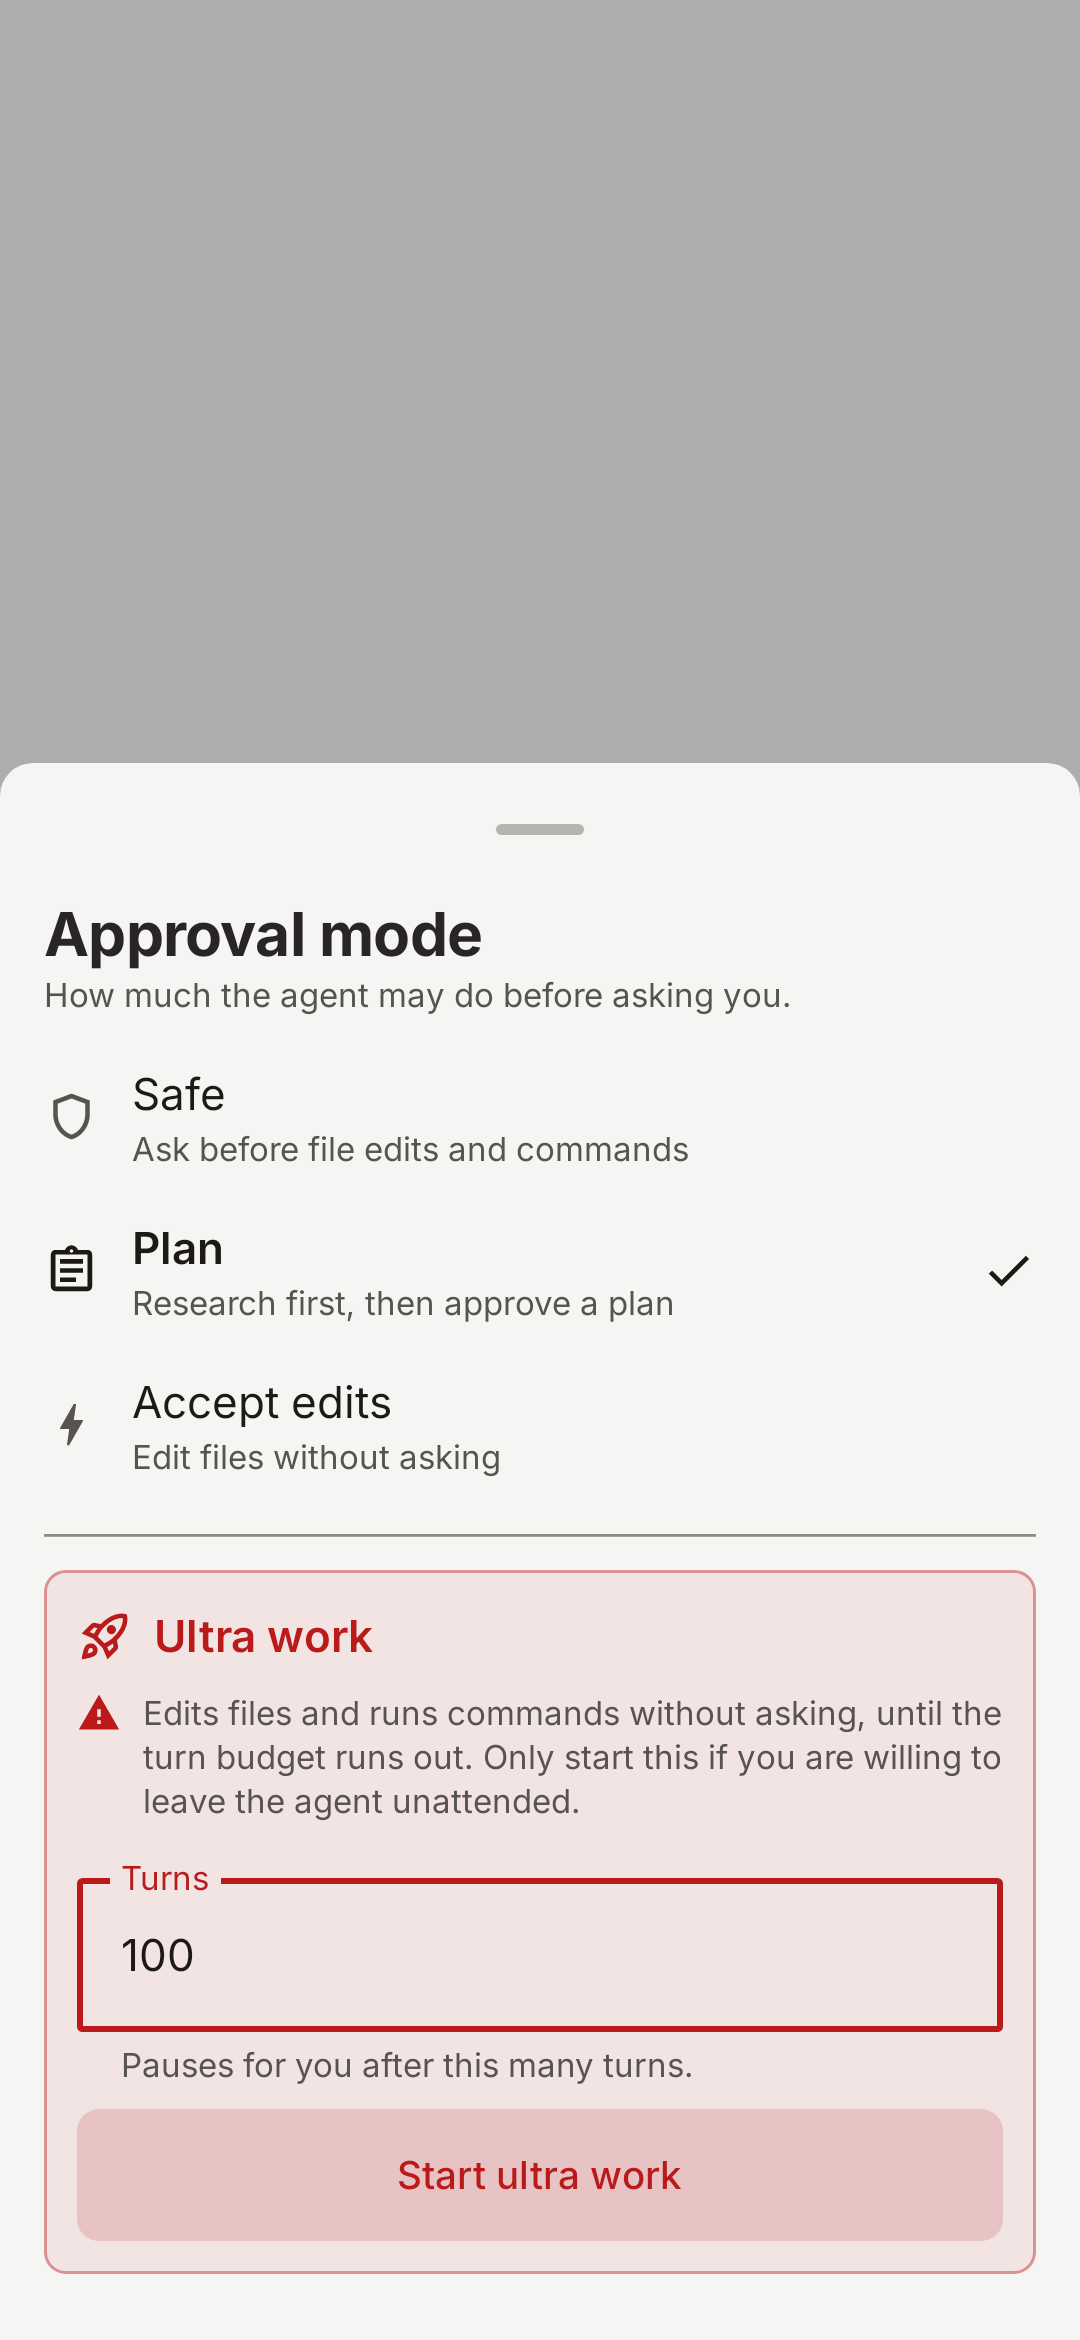 Approval mode
How much the agent may do before asking you.
Safe
Ask before file edits and commands
Plan
Research first, then approve a plan
Accept edits
Edit files without asking
Ultra work
Edits files and runs commands without asking, until the
turn budget runs out. Only start this if you are willing to
leave the agent unattended.
Turns
100
Pauses for you after this many turns.
Start ultra work